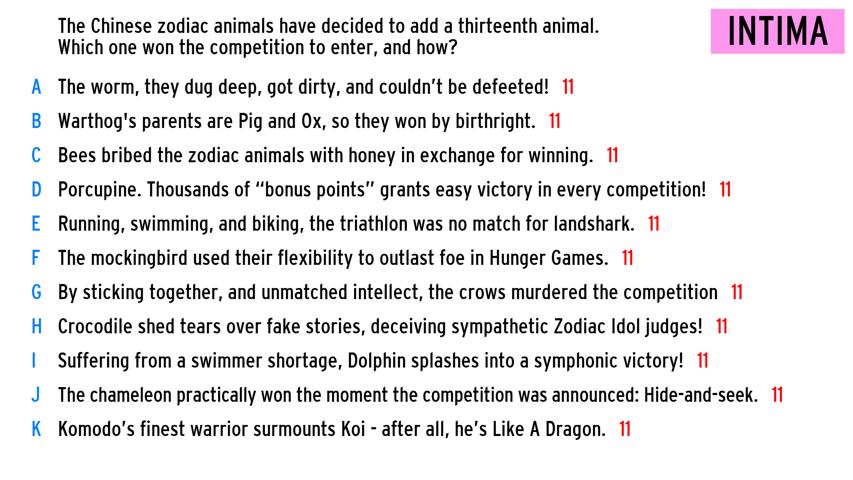 The Chinese zodiac animals have decided to add a thirteenth animal.
INTIMA
Which one won the competition to enter, and how?
A The worm, they dug deep, got dirty, and couldn't be defeeted! 11
B Warthog's parents are Pig and Ox, so they won by birthright. 11
C Bees bribed the zodiac animals with honey in exchange for winning. 11
D Porcupine. Thousands of “bonus points” grants easy victory in every competition! 11
E Running, swimming, and biking, the triathlon was no match for landshark. 11
F The mockingbird used their flexibility to outlast foe in Hunger Games. 11
G By sticking together, and unmatched intellect, the crows murdered the competition 11
H Crocodile shed tears over fake stories, deceiving sympathetic Zodiac Idol judges! 11
I Suffering from a swimmer shortage, Dolphin splashes into a symphonic victory! 11
J The chameleon practically won the moment the competition was announced: Hide-and-seek. 11
K Komodo’s finest warrior surmounts Koi - after all, he’s Like A Dragon. 11